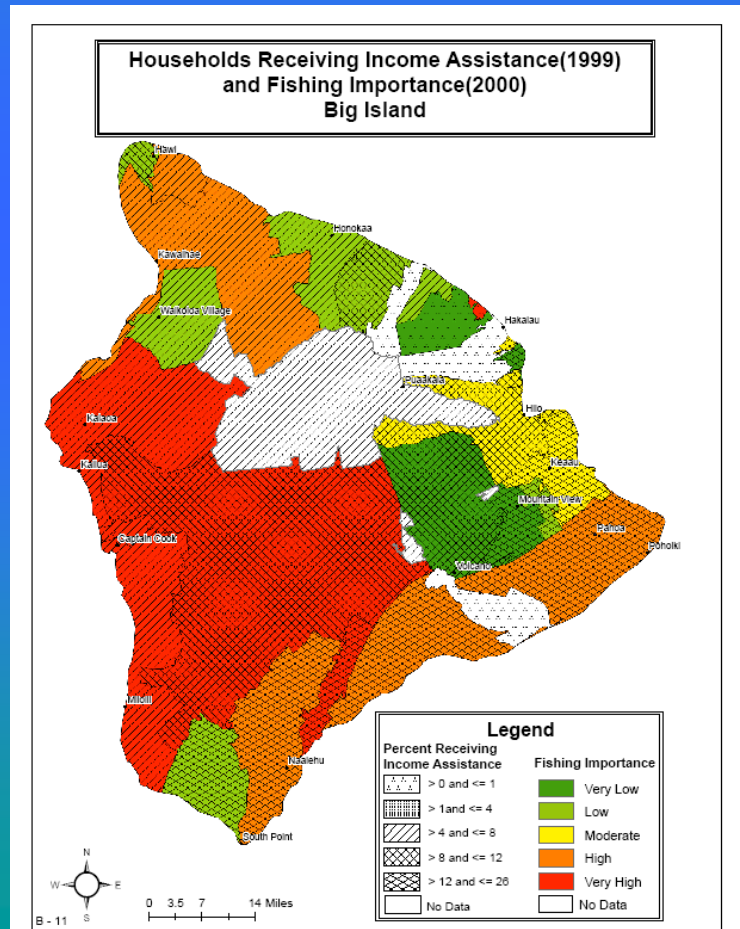 Households Receiving Income Assistance(1999)
and Fishing Importance(2000)
Big Island
Hawi
Honokaa
Kawaihae
Waikoloa Village
Hakalau
Puaakala
Hilo
Kalaoa
Keaau
Kailua
Mountain View
Pahoa
Captain Cook
Pohoiki
Volcano
Milolii
Naalehu
South Point
Legend
Percent Receiving
Income Assistance
Fishing Importance
> 0 and <= 1
Very Low
> 1and <= 4
Low
> 4 and <= 8
Moderate
> 8 and <= 12
High
> 12 and <= 26
Very High
No Data
No Data
N
W
E
S
0 3.5 7 14 Miles
B - 11